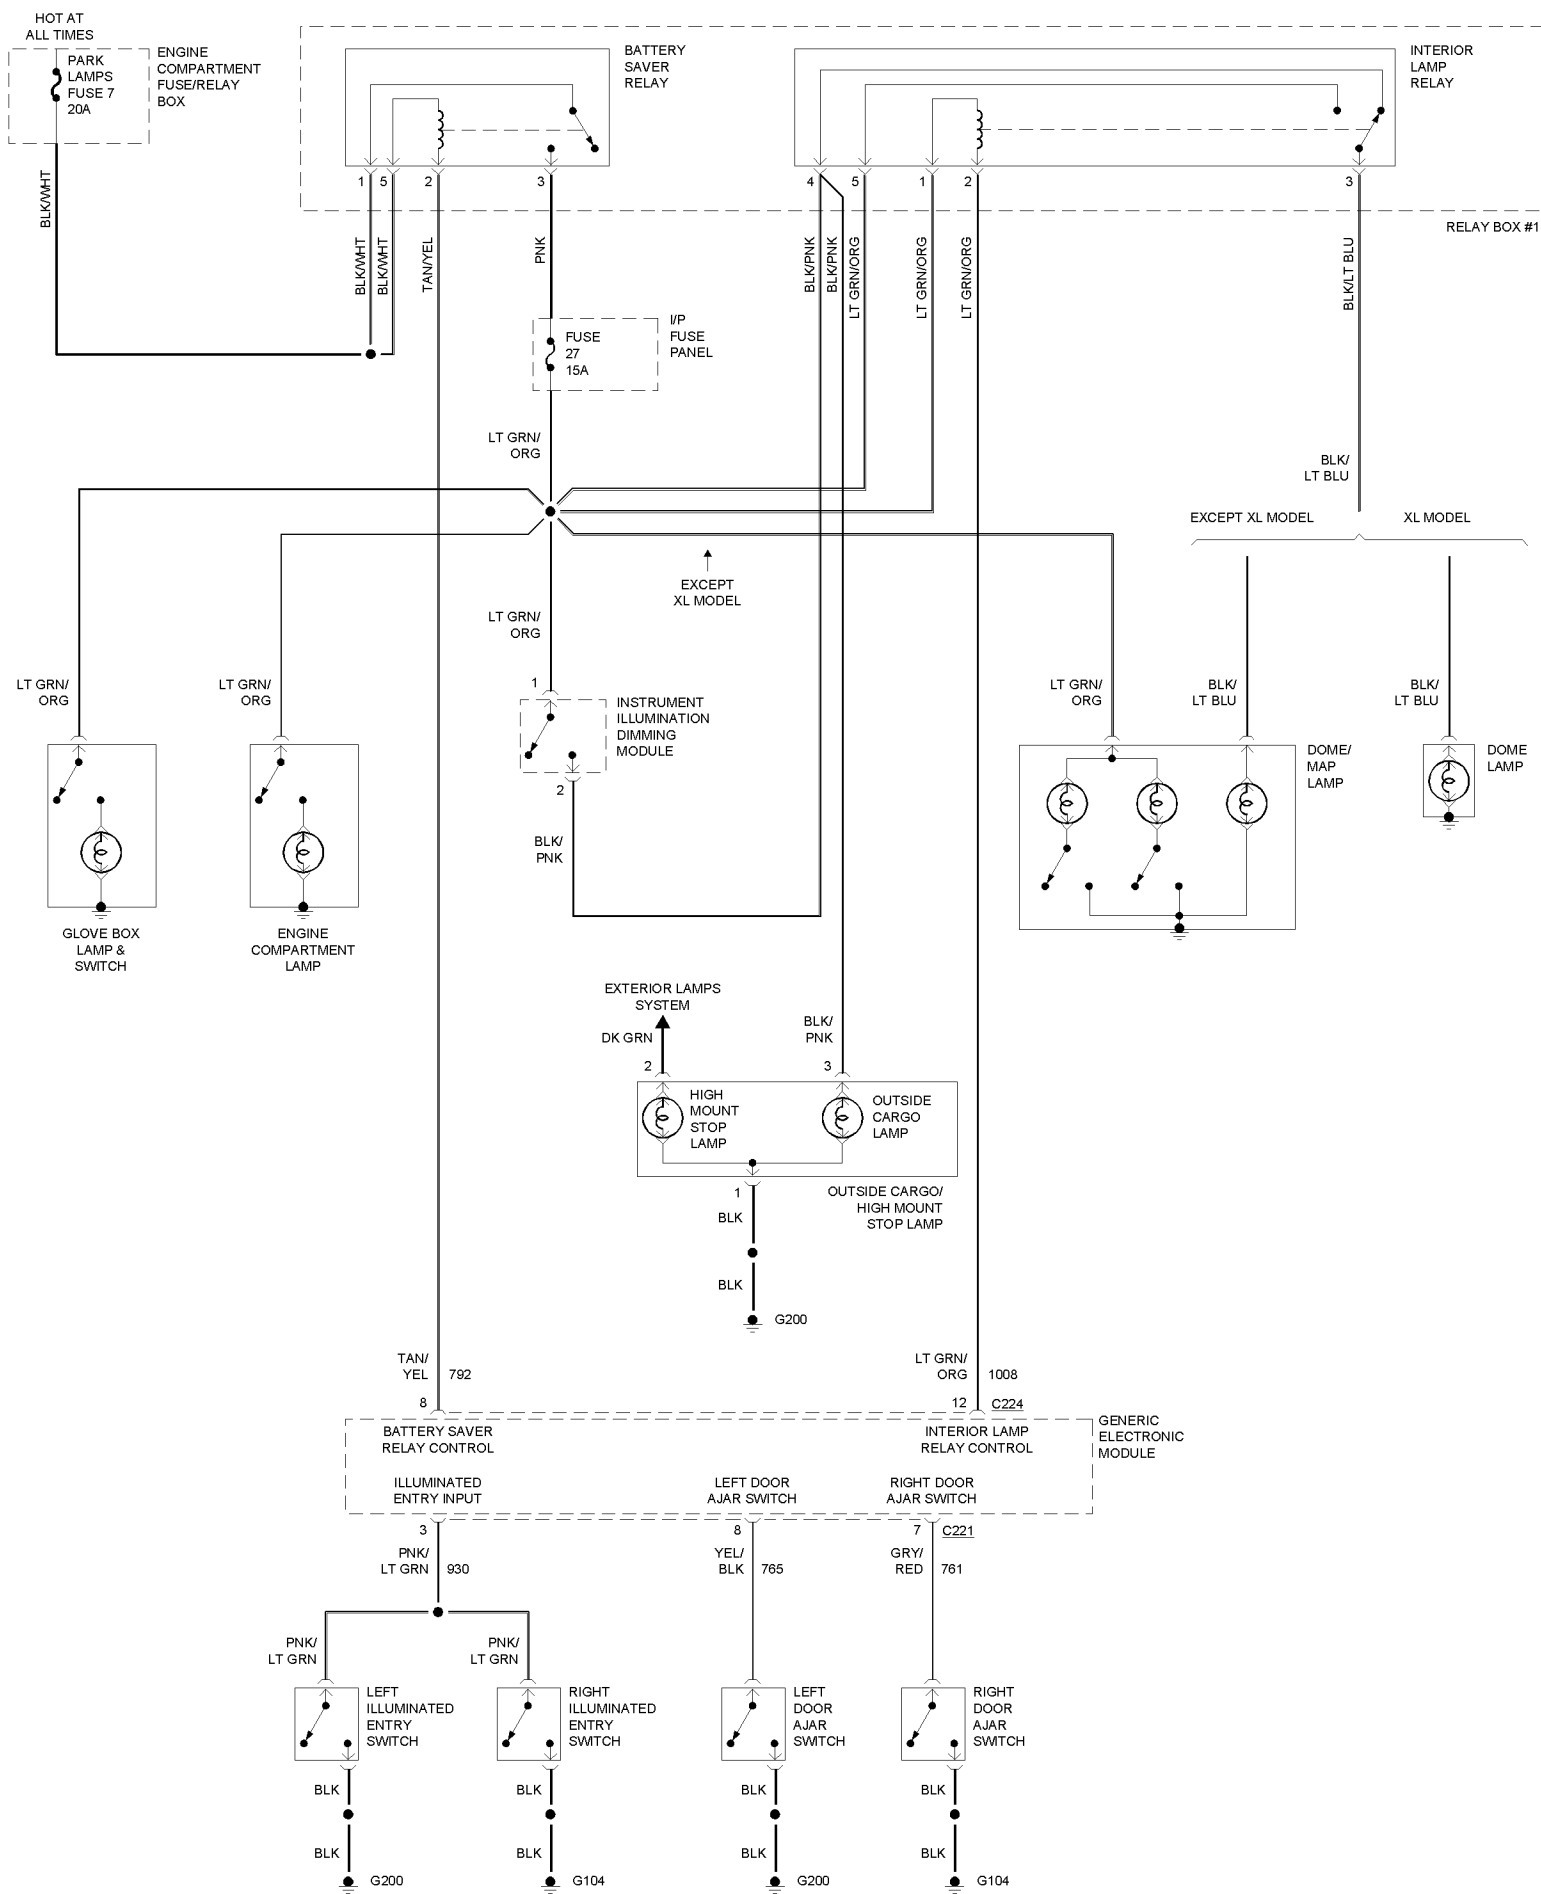 HOT AT
ALL TIMES
PARK
LAMPS
FUSE 7
20A
ENGINE
COMPARTMENT
FUSE/RELAY
BOX
BATTERY
SAVER
RELAY
INTERIOR
LAMP
RELAY
1
5
2
3
4
5
1
2
3
RELAY BOX #1
BLK/WHT
BLK/WHT
BLK/WHT
TAN/YEL
PNK
BLK/PNK
BLK/PNK
LT GRN/ORG
LT GRN/ORG
LT GRN/ORG
BLK/LT BLU
FUSE
27
15A
I/P
FUSE
PANEL
LT GRN/
ORG
BLK/
LT BLU
EXCEPT XL MODEL
XL MODEL
EXCEPT
XL MODEL
LT GRN/
ORG
LT GRN/
ORG
LT GRN/
ORG
1
INSTRUMENT
ILLUMINATION
DIMMING
MODULE
2
LT GRN/
ORG
BLK/
LT BLU
BLK/
LT BLU
DOME/
MAP
LAMP
DOME
LAMP
BLK/
PNK
GLOVE BOX
LAMP &
SWITCH
ENGINE
COMPARTMENT
LAMP
EXTERIOR LAMPS
SYSTEM
DK GRN
BLK/
PNK
2
3
HIGH
MOUNT
STOP
LAMP
OUTSIDE
CARGO
LAMP
1
OUTSIDE CARGO/
HIGH MOUNT
STOP LAMP
BLK
BLK
G200
TAN/
YEL
792
LT GRN/
ORG
1008
8
12
C224
BATTERY SAVER
RELAY CONTROL
INTERIOR LAMP
RELAY CONTROL
GENERIC
ELECTRONIC
MODULE
ILLUMINATED
ENTRY INPUT
LEFT DOOR
AJAR SWITCH
RIGHT DOOR
AJAR SWITCH
3
8
7
C221
PNK/
LT GRN
930
YEL/
BLK
765
GRY/
RED
761
PNK/
LT GRN
PNK/
LT GRN
LEFT
ILLUMINATED
ENTRY
SWITCH
RIGHT
ILLUMINATED
ENTRY
SWITCH
LEFT
DOOR
AJAR
SWITCH
RIGHT
DOOR
AJAR
SWITCH
BLK
BLK
BLK
BLK
BLK
BLK
BLK
BLK
G200
G104
G200
G104